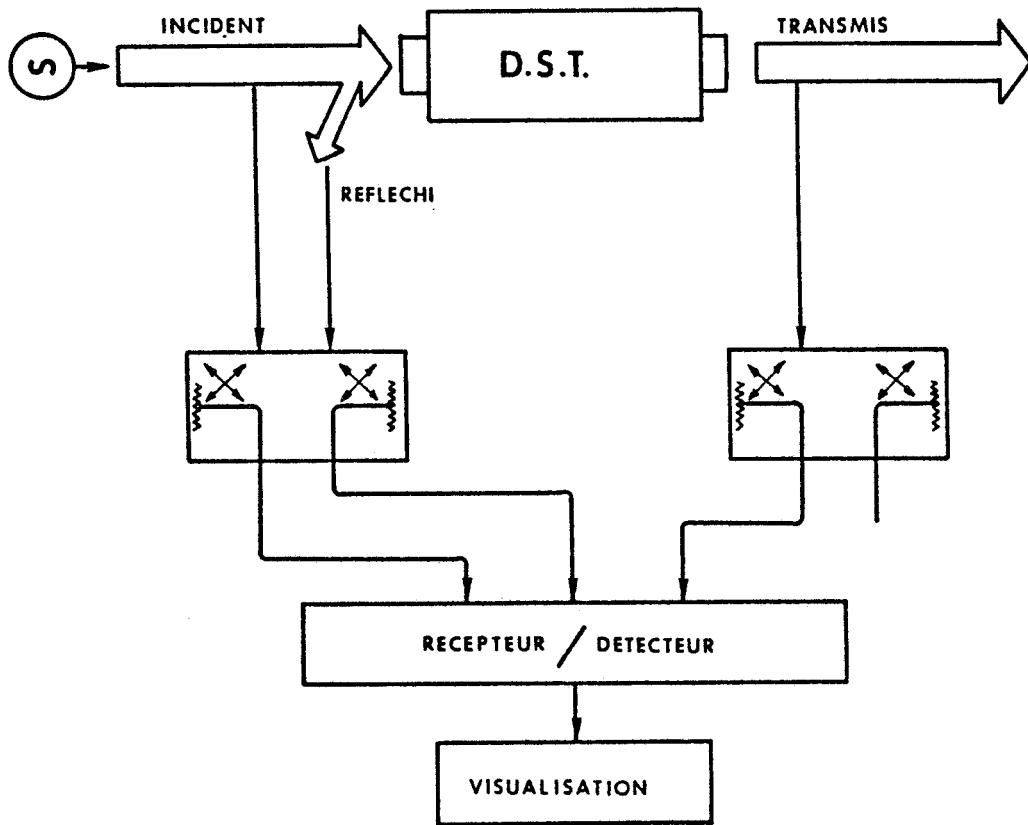 INCIDENT
TRANSMIS
S
D.S.T.
REFLECHI
RECEPTEUR / DETECTEUR
VISUALISATION